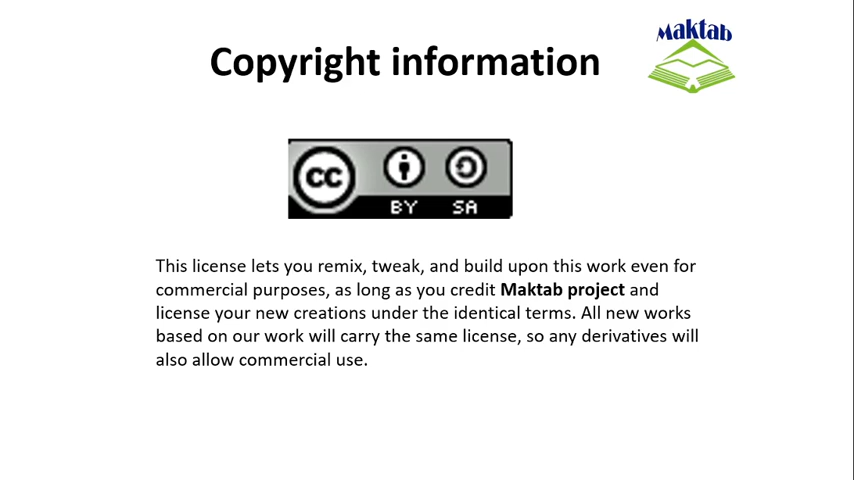 Maktab
Copyright information
CC
BY SA
This license lets you remix, tweak, and build upon this work even for
commercial purposes, as long as you credit Maktab project and
license your new creations under the identical terms. All new works
based on our work will carry the same license, so any derivatives will
also allow commercial use.